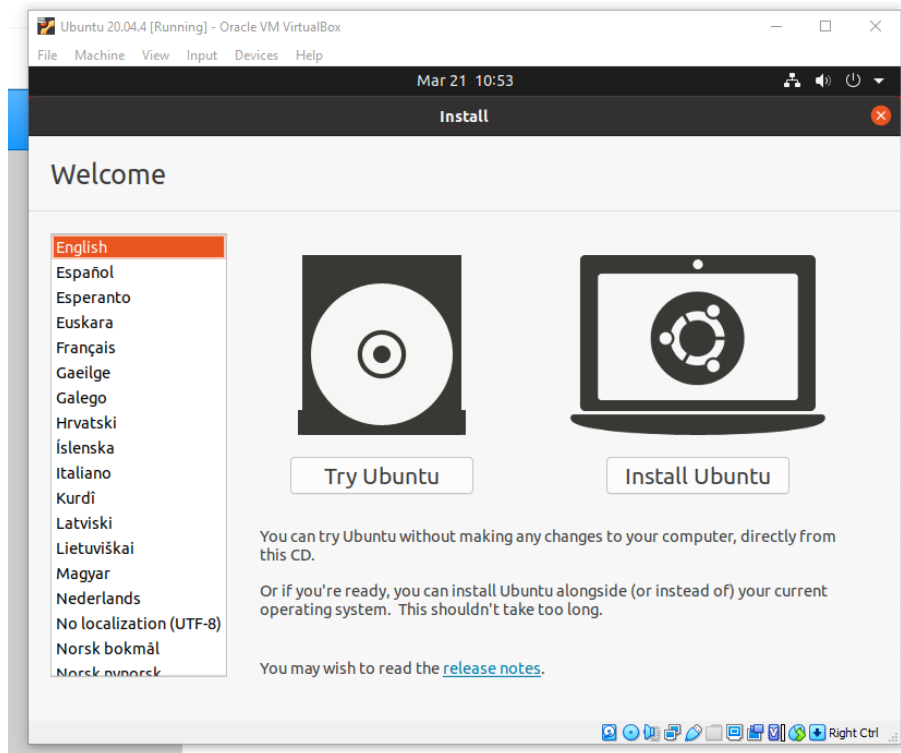 Ubuntu 20.04.4 [Running] - Oracle VM VirtualBox
File Machine View Input Devices Help
Mar 21 10:53
Install
Welcome
English
Español
Esperanto
Euskara
Français
Gaeilge
Galego
Hrvatski
Íslenska
Italiano
Kurdî
Latviski
Lietuviškai
Magyar
Nederlands
No localization (UTF-8)
Norsk bokmål
Norsk nynorsk
Try Ubuntu
Install Ubuntu
You can try Ubuntu without making any changes to your computer, directly from
this CD.
Or if you're ready, you can install Ubuntu alongside (or instead of) your current
operating system. This shouldn't take too long.
You may wish to read the release notes.
Right Ctrl